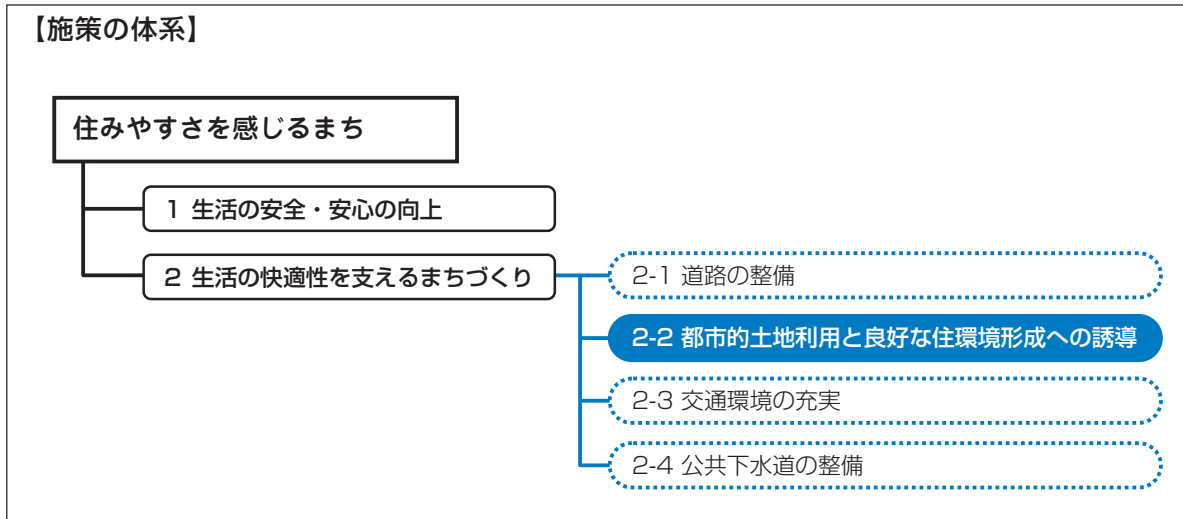 【施策の体系】
住みやすさを感じるまち
1 生活の安全・安心の向上
2 生活の快適性を支えるまちづくり
2-1 道路の整備
2-2 都市的土地利用と良好な住環境形成への誘導
2-3 交通環境の充実
2-4 公共下水道の整備